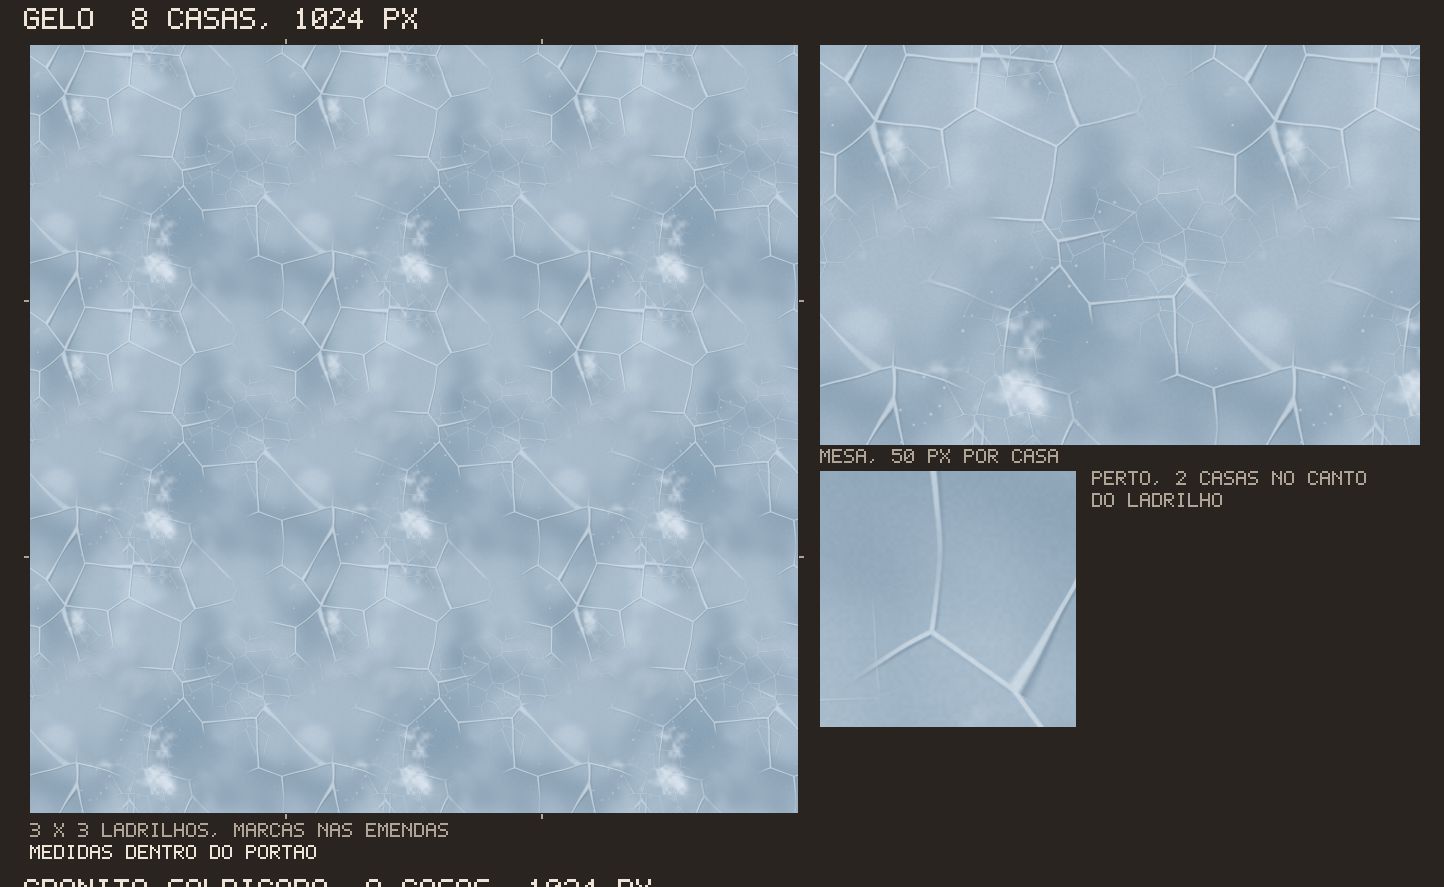 GELO  8 CASAS, 1024 PX
MESA, 50 PX POR CASA
PERTO, 2 CASAS NO CANTO
DO LADRILHO
3 X 3 LADRILHOS, MARCAS NAS EMENDAS
MEDIDAS DENTRO DO PORTAO